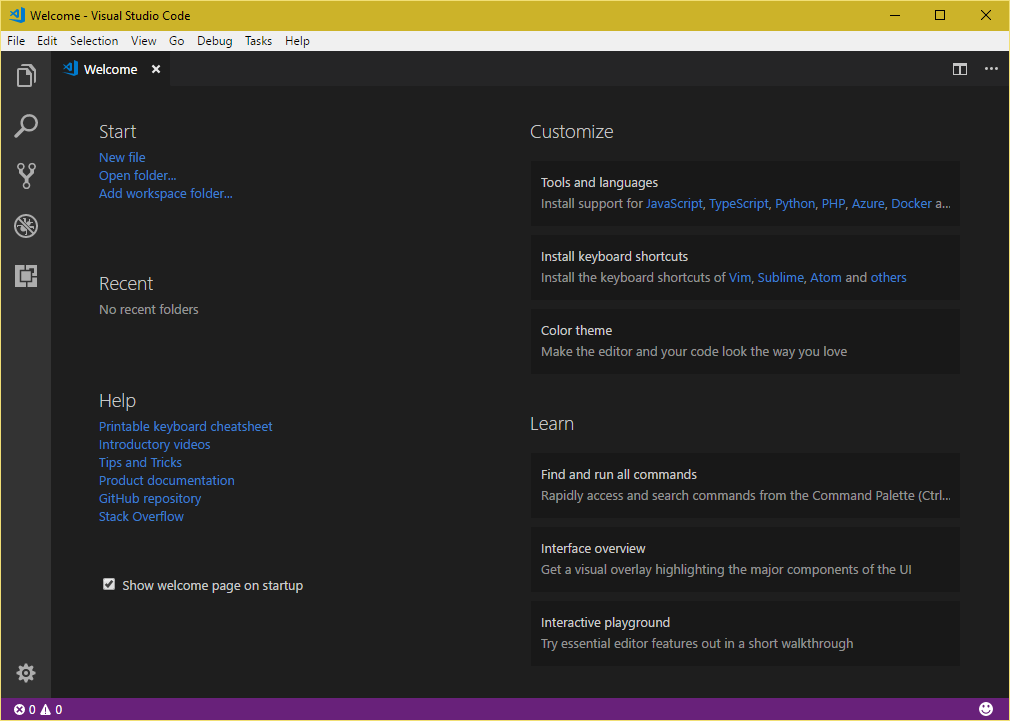 Welcome - Visual Studio Code
File Edit Selection View Go Debug Tasks Help
Welcome
Start
New file
Open folder...
Add workspace folder...
Recent
No recent folders
Help
Printable keyboard cheatsheet
Introductory videos
Tips and Tricks
Product documentation
GitHub repository
Stack Overflow
Show welcome page on startup
Customize
Tools and languages
Install support for JavaScript, TypeScript, Python, PHP, Azure, Docker a...
Install keyboard shortcuts
Install the keyboard shortcuts of Vim, Sublime, Atom and others
Color theme
Make the editor and your code look the way you love
Learn
Find and run all commands
Rapidly access and search commands from the Command Palette (Ctrl...
Interface overview
Get a visual overlay highlighting the major components of the UI
Interactive playground
Try essential editor features out in a short walkthrough
0 0